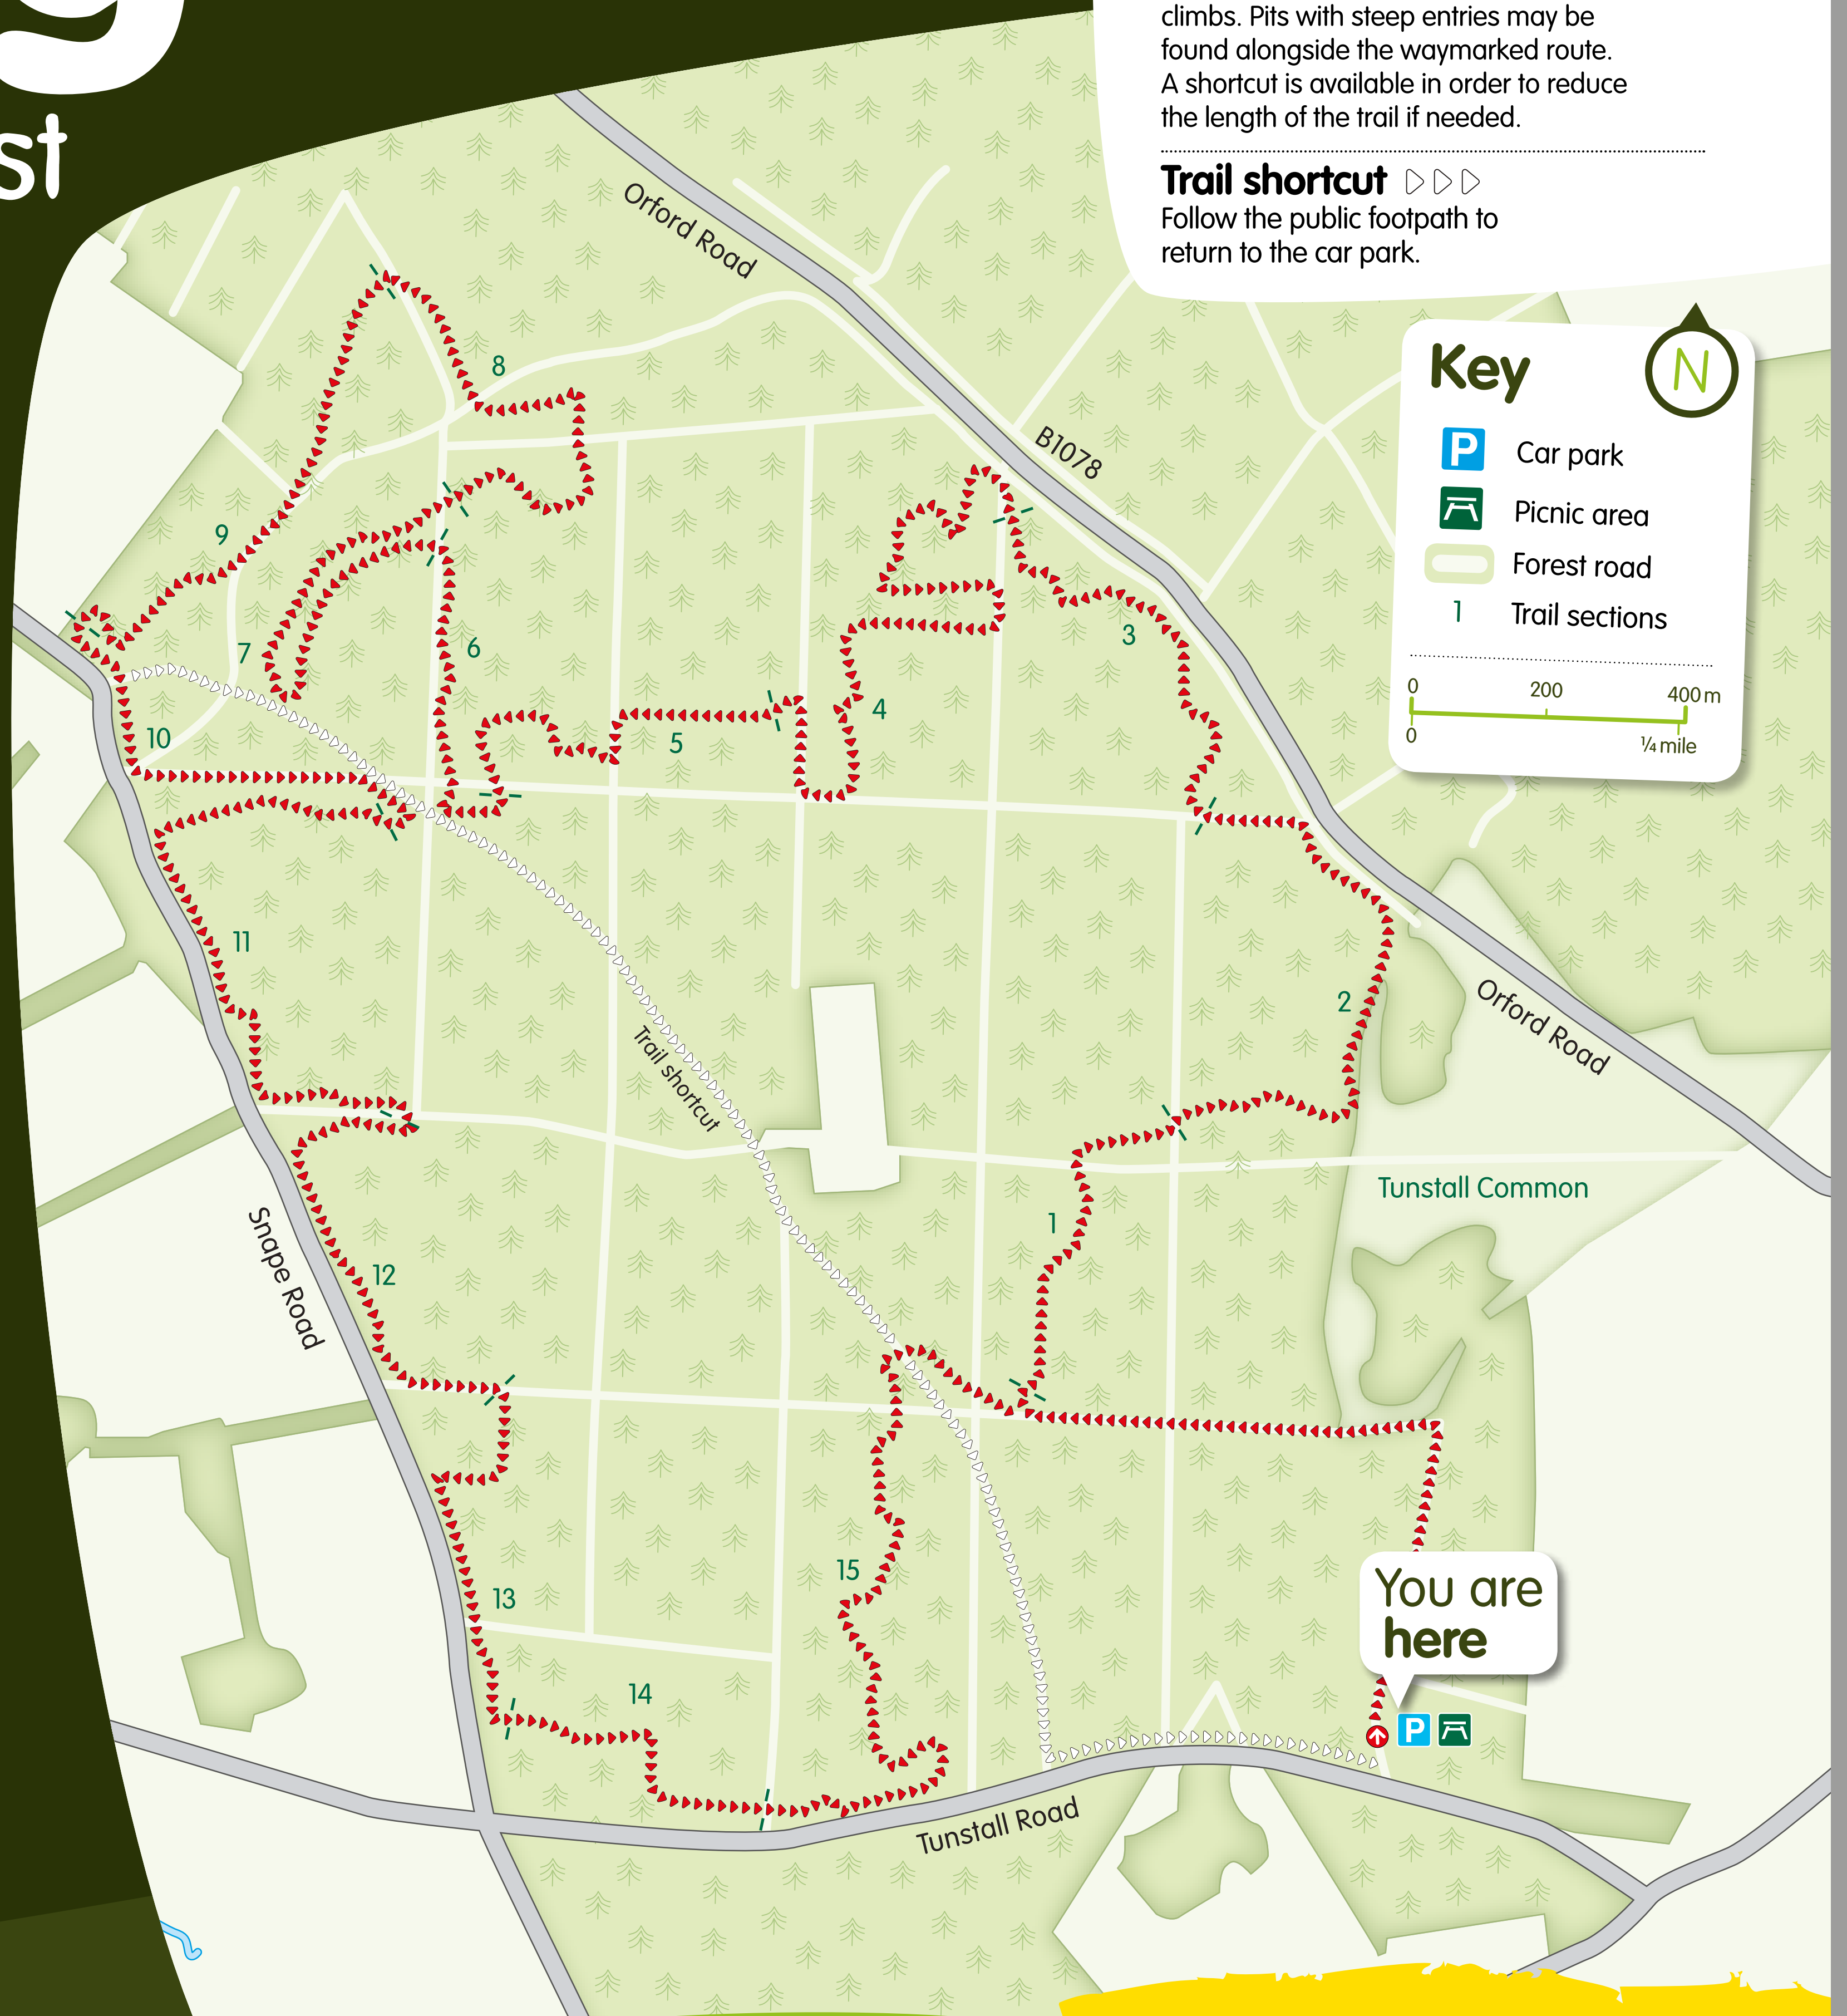 g
st
climbs. Pits with steep entries may be
found alongside the waymarked route.
A shortcut is available in order to reduce
the length of the trail if needed.
Trail shortcut
Follow the public footpath to
return to the car park.
Key
N
P Car park
Picnic area
Forest road
1 Trail sections
0 200 400 m
0 ¼ mile
Orford Road
B1078
8
9
3
6
7
4
5
10
11
2
Orford Road
Trail shortcut
Tunstall Common
1
Snape Road
12
15
You are
here
13
14
P
Tunstall Road